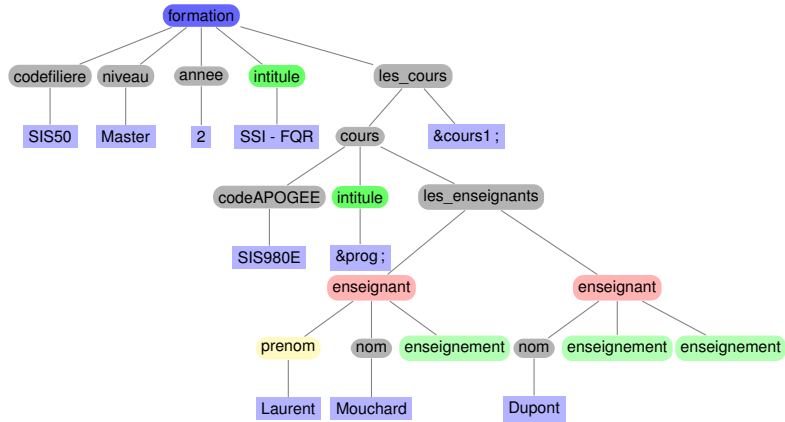 formation
codefiliere niveau annee intitule les_cours
SIS50 Master 2 SSI - FQR cours &cours1 ;
codeAPOGEE intitule les_enseignants
SIS980E &prog ;
enseignant enseignant
prenom nom enseignement nom enseignement enseignement
Laurent Mouchard Dupont